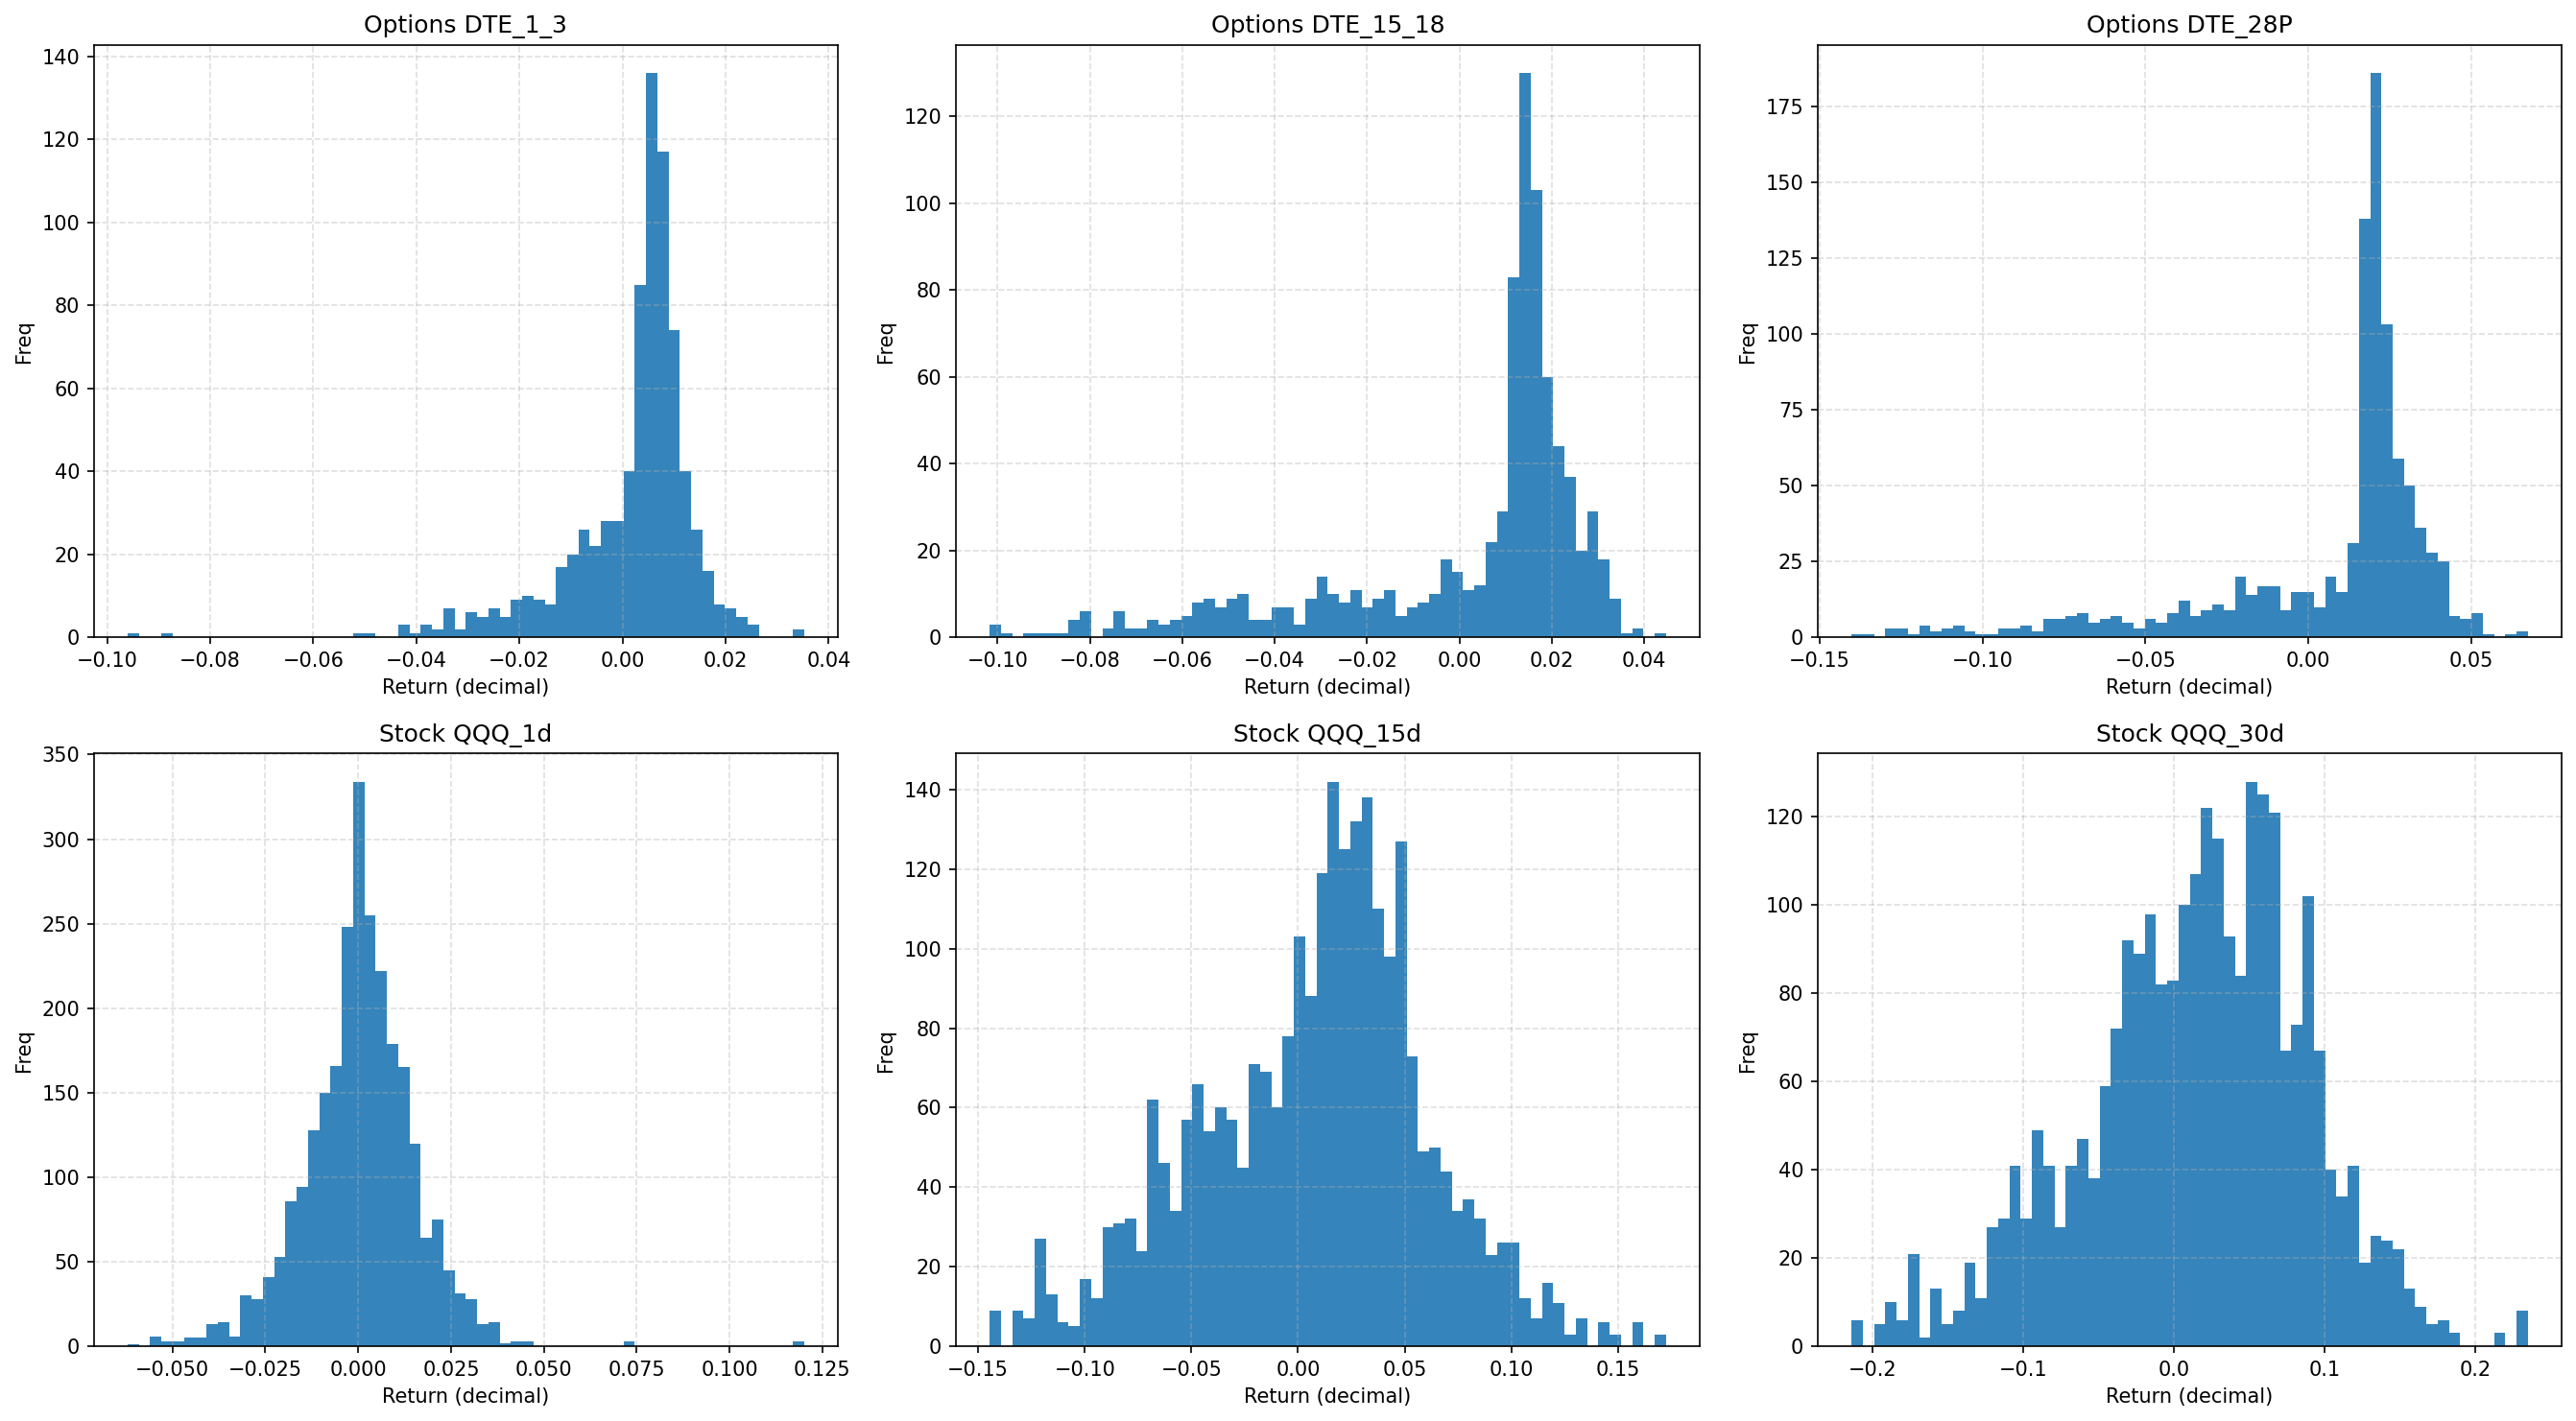 Options DTE_1_3
Options DTE_15_18
Options DTE_28P
140
120
100
80
60
40
20
0
Freq
−0.10 −0.08 −0.06 −0.04 −0.02 0.00 0.02 0.04
Return (decimal)
120
100
80
60
40
20
0
Freq
−0.10 −0.08 −0.06 −0.04 −0.02 0.00 0.02 0.04
Return (decimal)
175
150
125
100
75
50
25
0
Freq
−0.15 −0.10 −0.05 0.00 0.05
Return (decimal)
Stock QQQ_1d
Stock QQQ_15d
Stock QQQ_30d
350
300
250
200
150
100
50
0
Freq
−0.050 −0.025 0.000 0.025 0.050 0.075 0.100 0.125
Return (decimal)
140
120
100
80
60
40
20
0
Freq
−0.15 −0.10 −0.05 0.00 0.05 0.10 0.15
Return (decimal)
120
100
80
60
40
20
0
Freq
−0.2 −0.1 0.0 0.1 0.2
Return (decimal)